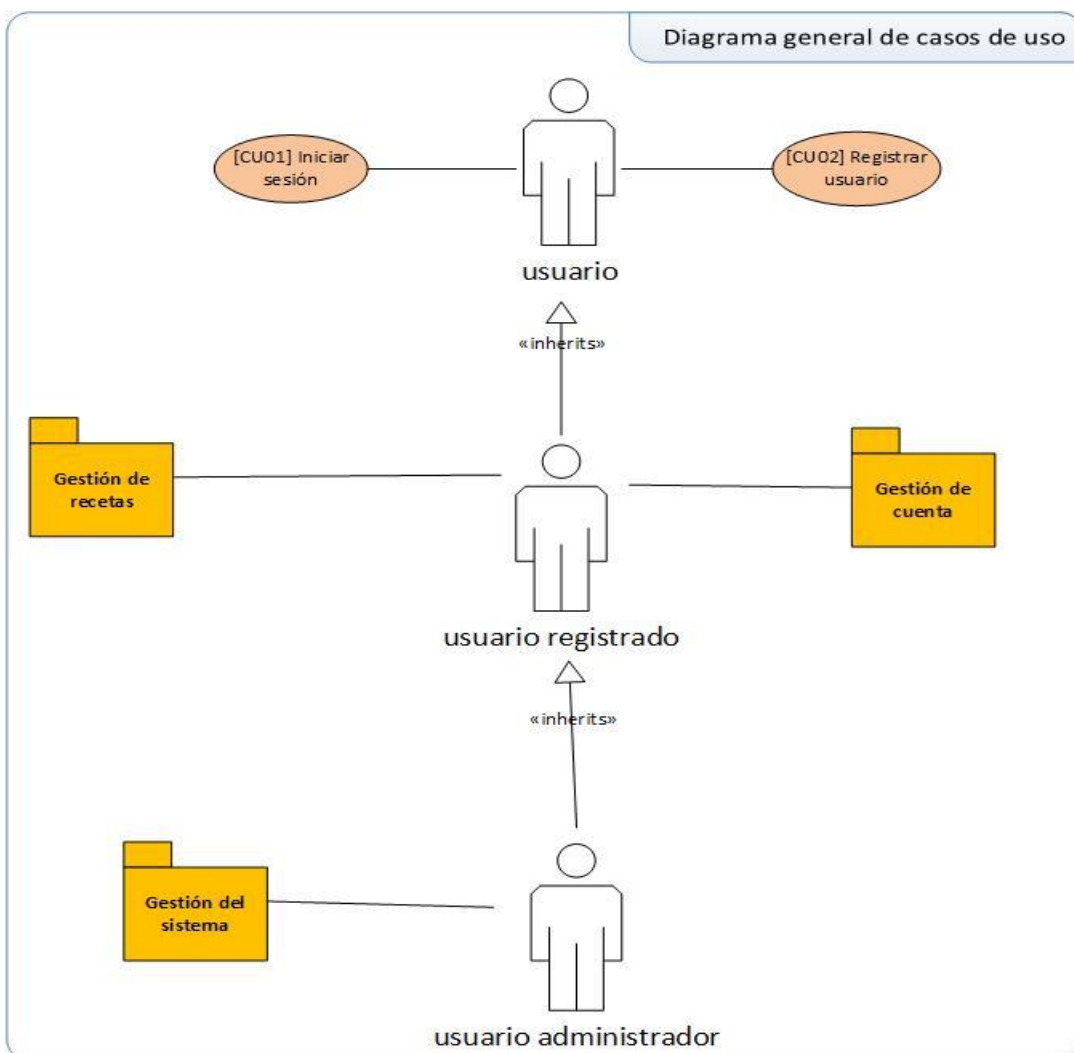 Diagrama general de casos de uso
[CU01] Iniciar
sesión
[CU02] Registrar
usuario
usuario
«inherits»
Gestión de
recetas
Gestión de
cuenta
usuario registrado
«inherits»
Gestión del
sistema
usuario administrador